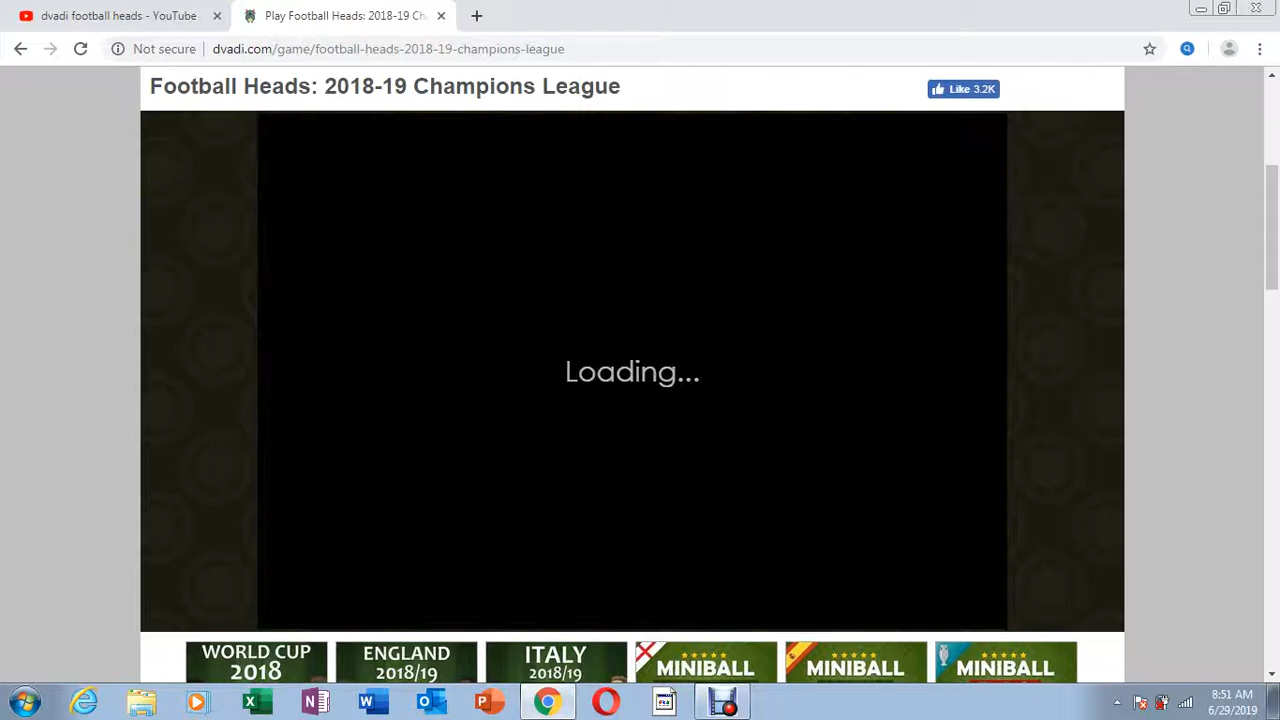 dvadi football heads - YouTube
Play Football Heads: 2018-19 Ch
Not secure
dvadi.com/game/football-heads-2018-19-champions-league
Football Heads: 2018-19 Champions League
Like 3.2K
Loading...
WORLD CUP
2018
ENGLAND
2018/19
ITALY
2018/19
MINIBALL
MINIBALL
MINIBALL
8:51 AM
6/29/2019